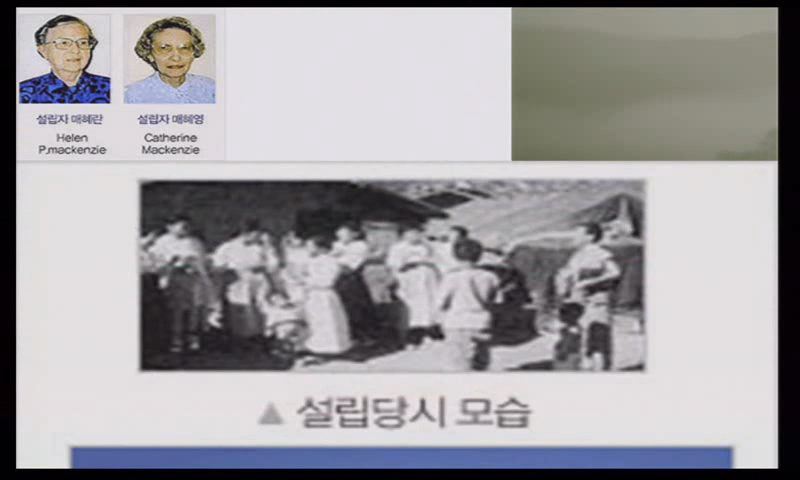 설립자 매혜란
설립자 매혜영
Helen
P.mackenzie
Catherine
Mackenzie
▲ 설립당시 모습